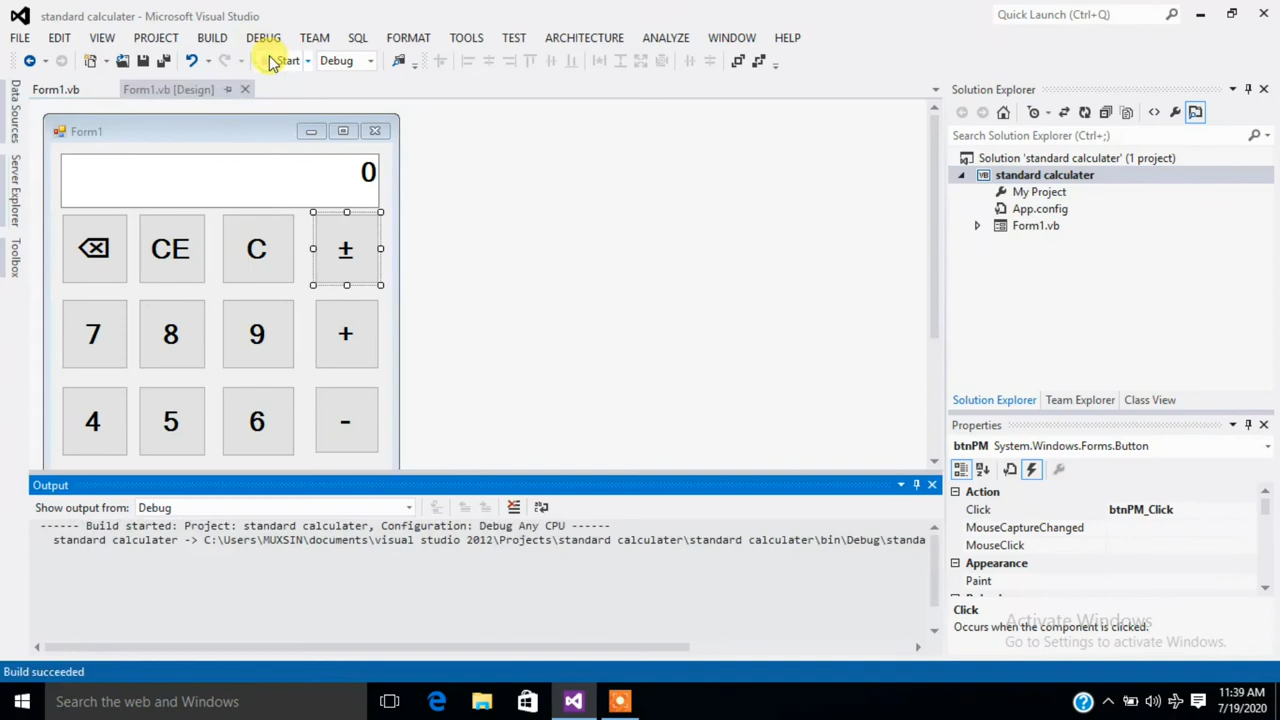 standard calculater - Microsoft Visual Studio
Quick Launch (Ctrl+Q)
FILE EDIT VIEW PROJECT BUILD DEBUG TEAM SQL FORMAT TOOLS TEST ARCHITECTURE ANALYZE WINDOW HELP
Start Debug
Form1.vb Form1.vb [Design]
Data Sources
Server Explorer
Toolbox
Form1
0
CE C ±
7 8 9 +
4 5 6 -
Solution Explorer
Search Solution Explorer (Ctrl+;)
Solution 'standard calculater' (1 project)
VB standard calculater
My Project
App.config
Form1.vb
Solution Explorer Team Explorer Class View
Properties
btnPM System.Windows.Forms.Button
Action
Click btnPM_Click
MouseCaptureChanged
MouseClick
Appearance
Paint
Click
Occurs when the component is clicked.
Activate Windows
Go to Settings to activate Windows.
Output
Show output from: Debug
------ Build started: Project: standard calculater, Configuration: Debug Any CPU ------
standard calculater -> C:\Users\MUXSIN\documents\visual studio 2012\Projects\standard calculater\standard calculater\bin\Debug\standa
Build succeeded
Search the web and Windows
11:39 AM
7/19/2020